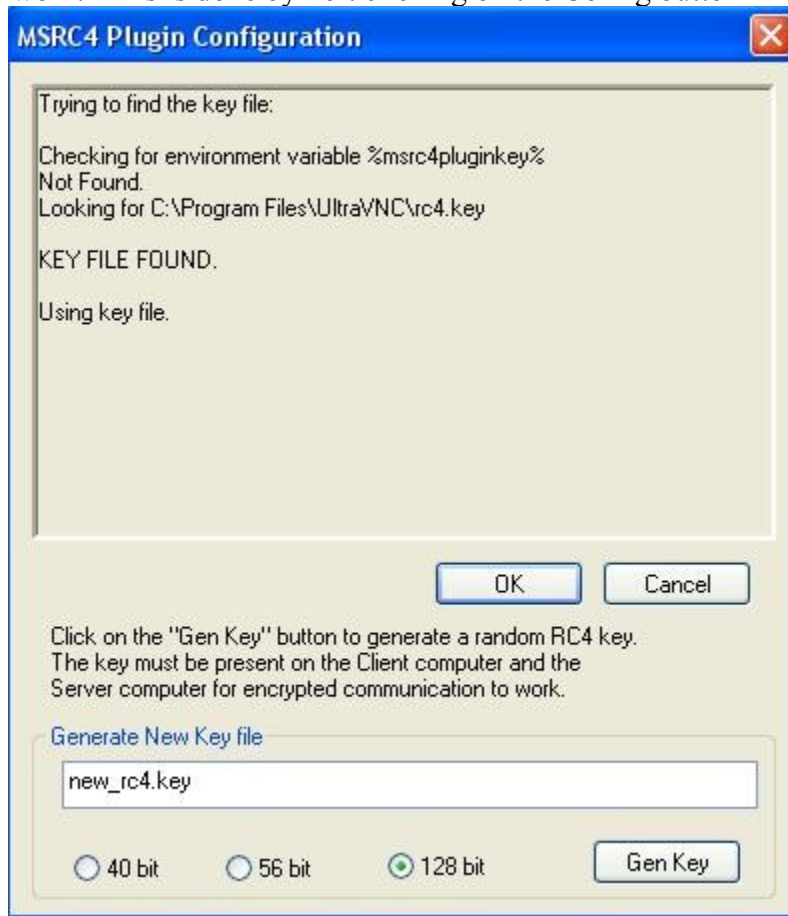 MSRC4 Plugin Configuration
Trying to find the key file:
Checking for environment variable %msrc4pluginkey%
Not Found.
Looking for C:\Program Files\UltraVNC\rc4.key
KEY FILE FOUND.
Using key file.
OK Cancel
Click on the "Gen Key" button to generate a random RC4 key.
The key must be present on the Client computer and the
Server computer for encrypted communication to work.
Generate New Key file
new_rc4.key
40 bit 56 bit 128 bit Gen Key